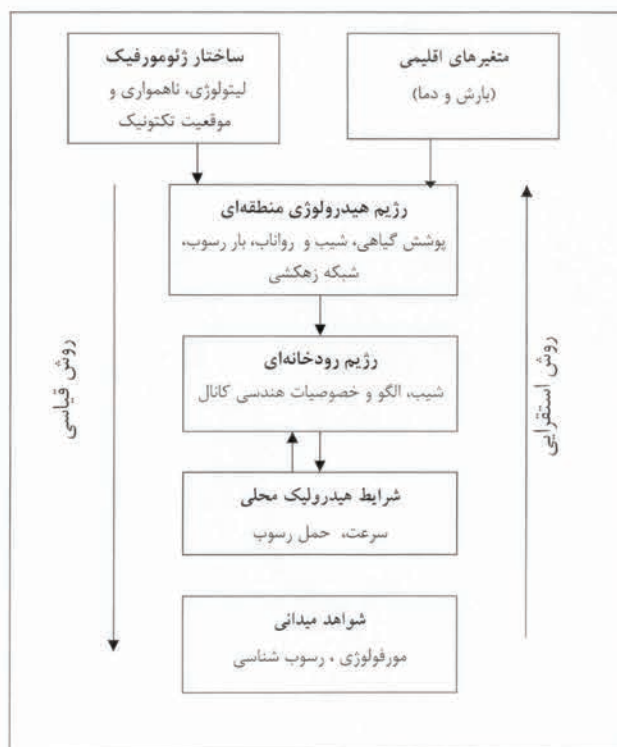 متغیرهای اقلیمی
(بارش و دما)
ساختار ژئومورفیک
لیتولوژی، ناهمواری و
موقعیت تکتونیک
رژیم هیدرولوژی منطقه‌ای
پوشش گیاهی، شیب و رواناب، بار رسوب،
شبکه زهکشی
رژیم رودخانه‌ای
شیب، الگو و خصوصیات هندسی کانال
شرایط هیدرولیک محلی
سرعت، حمل رسوب
شواهد میدانی
مورفولوژی ، رسوب شناسی
روش استقرایی
روش قیاسی